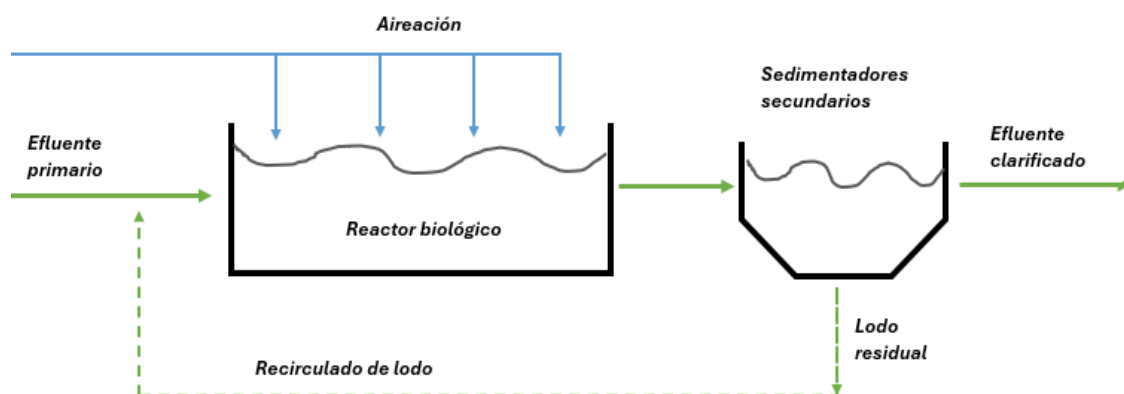 Aireación
Sedimentadores
secundarios
Efluente
primario
Efluente
clarificado
Reactor biológico
Lodo
residual
Recirculado de lodo